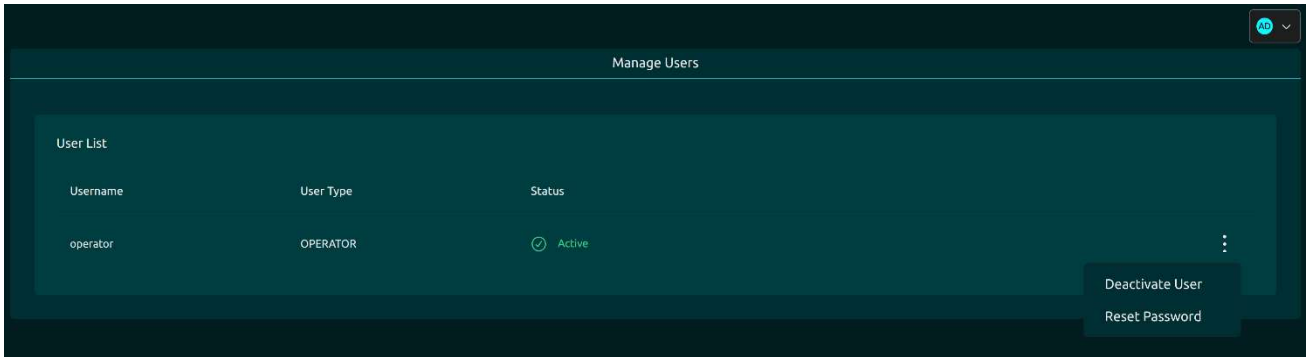 AD
Manage Users
User List
Username User Type Status
operator OPERATOR Active
Deactivate User
Reset Password